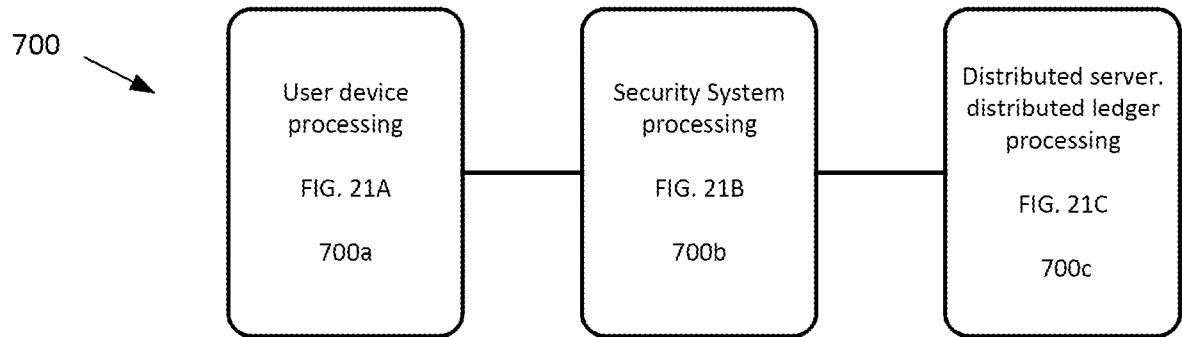 700
User device
processing
FIG. 21A
700a
Security System
processing
FIG. 21B
700b
Distributed server.
distributed ledger
processing
FIG. 21C
700c